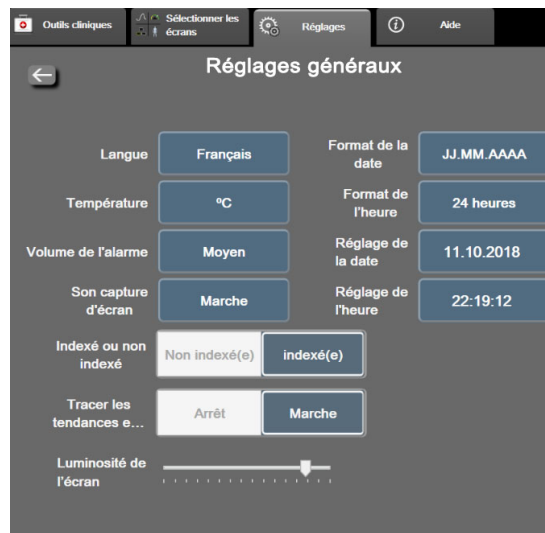 Outils cliniques
Sélectionner les
écrans
Réglages
Aide
Réglages généraux
Langue
Français
Format de la
date
JJ.MM.AAAA
Température
ºC
Format de
l'heure
24 heures
Volume de l'alarme
Moyen
Réglage de
la date
11.10.2018
Son capture
d'écran
Marche
Réglage de
l'heure
22:19:12
Indexé ou non
indexé
Non indexé(e)
indexé(e)
Tracer les
tendances e...
Arrêt
Marche
Luminosité de
l'écran